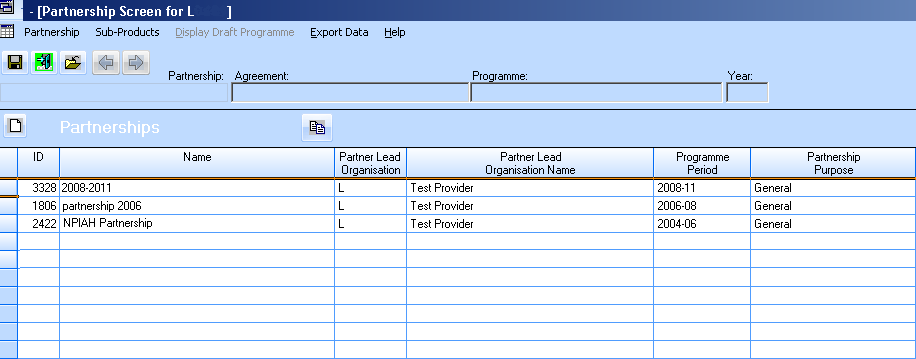 - [Partnership Screen for L ]
Partnership Sub-Products Display Draft Programme Export Data Help
Partnership: Agreement: Programme: Year:
Partnerships
ID Name Partner Lead Organisation Partner Lead Organisation Name Programme Period Partnership Purpose
3328 2008-2011 L Test Provider 2008-11 General
1806 partnership 2006 L Test Provider 2006-08 General
2422 NPIAH Partnership L Test Provider 2004-06 General